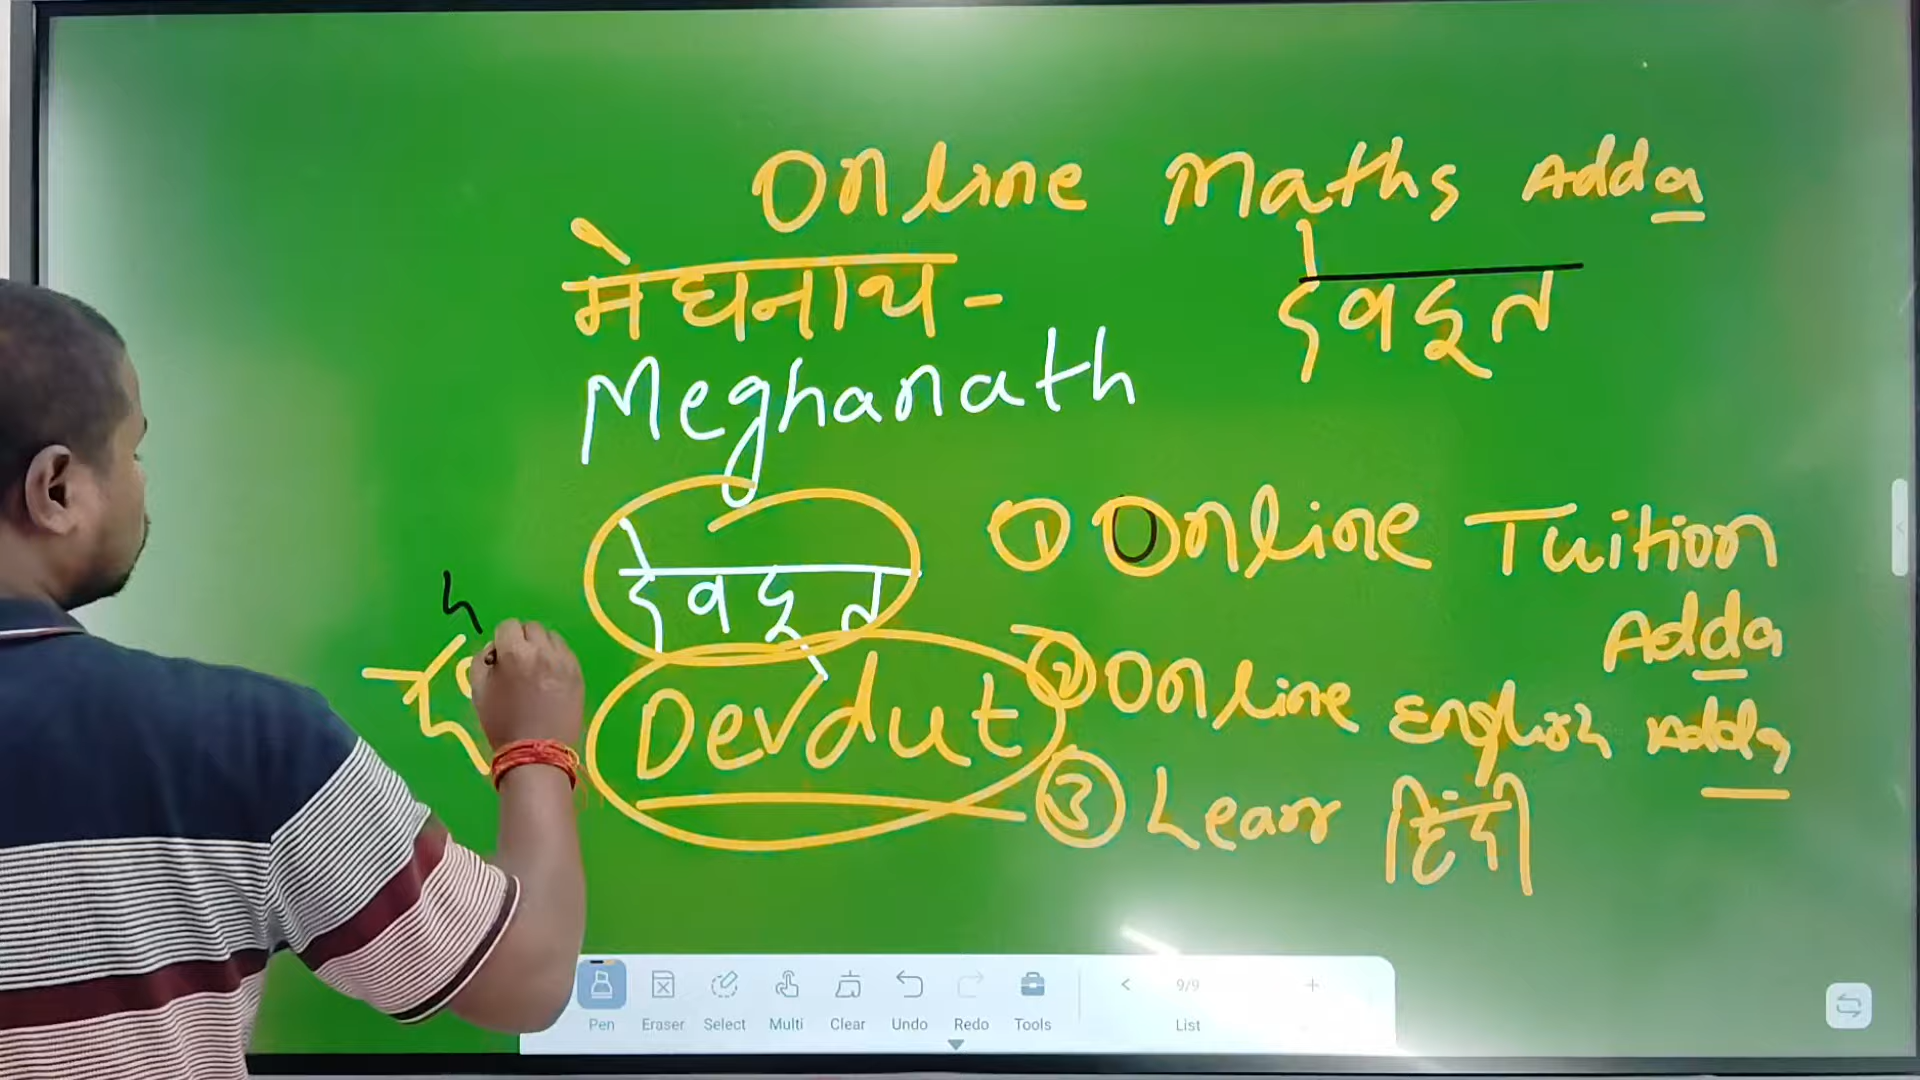 Online Maths Adda
मेघनाथ -
देवदूत
Meghanath
देवदूत
① Online Tuition
Adda
Devdut
② Online English Adda
③ Learn हिंदी
Pen Eraser Select Multi Clear Undo Redo Tools
< 9/9 +
List